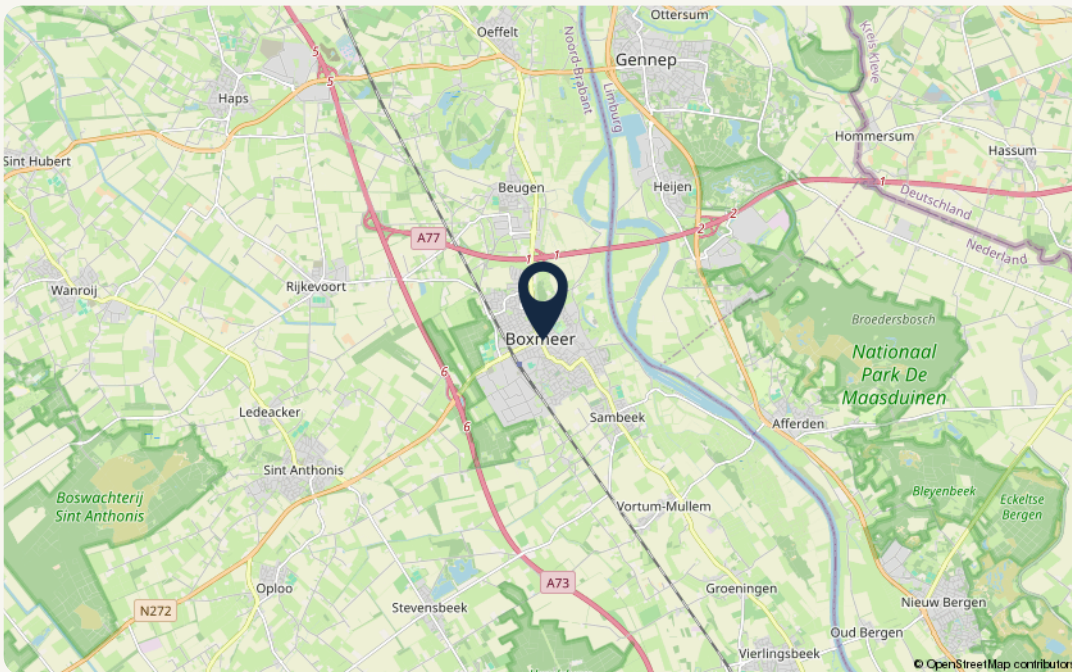 Ottersum
Oeffelt
Kreis Kleve
Noord-Brabant
Gennep
5
5
Limburg
Haps
Hommersum
Hassum
Sint Hubert
Beugen
Heijen
1
Deutschland
2
2
A77
1
1
Nederland
Wanroij
Rijkevoort
Broedersbosch
Boxmeer
Nationaal
Park De
Maasduinen
6
Ledeacker
Sambeek
Afferden
6
Sint Anthonis
Boswachterij
Sint Anthonis
Bleyenbeek
Eckeltse
Bergen
Vortum-Mullem
A73
Oploo
Groeningen
N272
Stevensbeek
Nieuw Bergen
Oud Bergen
Vierlingsbeek
© OpenStreetMap contributor